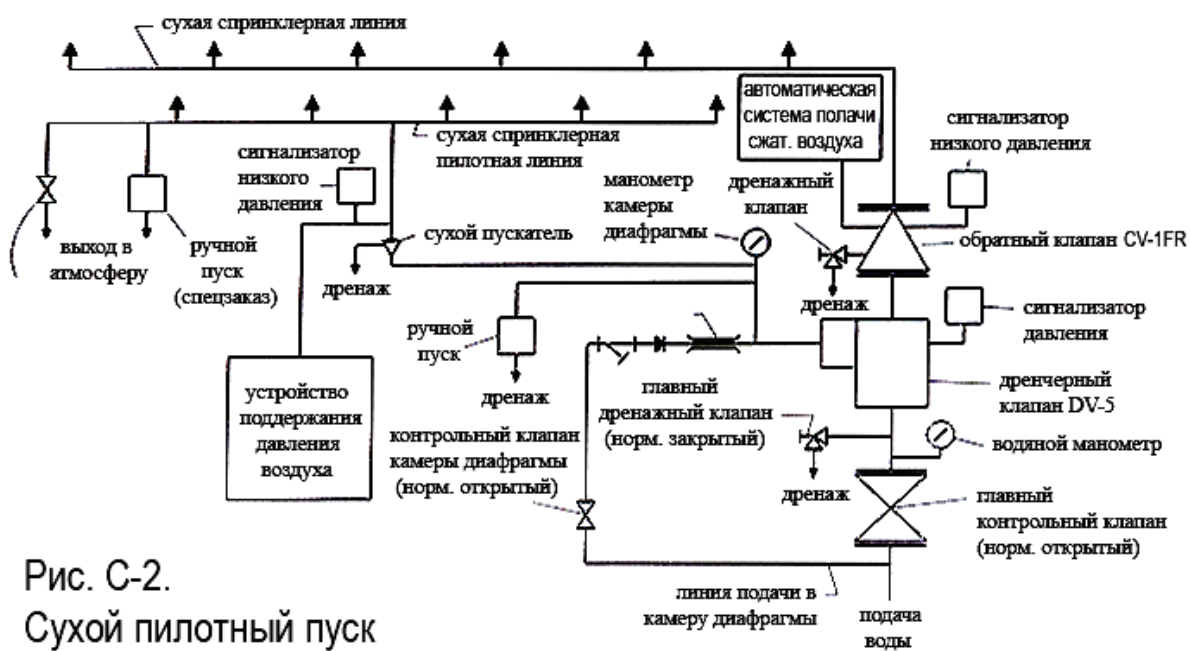 сухая спринклерная линия
автоматическая
система полачи
сжат. воздуха
сигнализатор
низкого давления
сухая спринклерная
пилотная линия
сигнализатор
низкого
давления
манометр
камеры
диафрагмы
дренажный
клапан
выход в
атмосферу
ручной
пуск
(спецзаказ)
сухой пускатель
дренаж
обратный клапан CV-1FR
дренаж
сигнализатор
давления
ручной
пуск
дренаж
устройство
поддержания
давления
воздуха
главный
дренажный клапан
(норм. закрытый)
дренчерный
клапан DV-5
контрольный клапан
камеры диафрагмы
(норм. открытый)
водяной манометр
дренаж
главный
контрольный клапан
(норм. открытый)
линия подачи в
камеру диафрагмы
подача
воды
Рис. С-2.
Сухой пилотный пуск